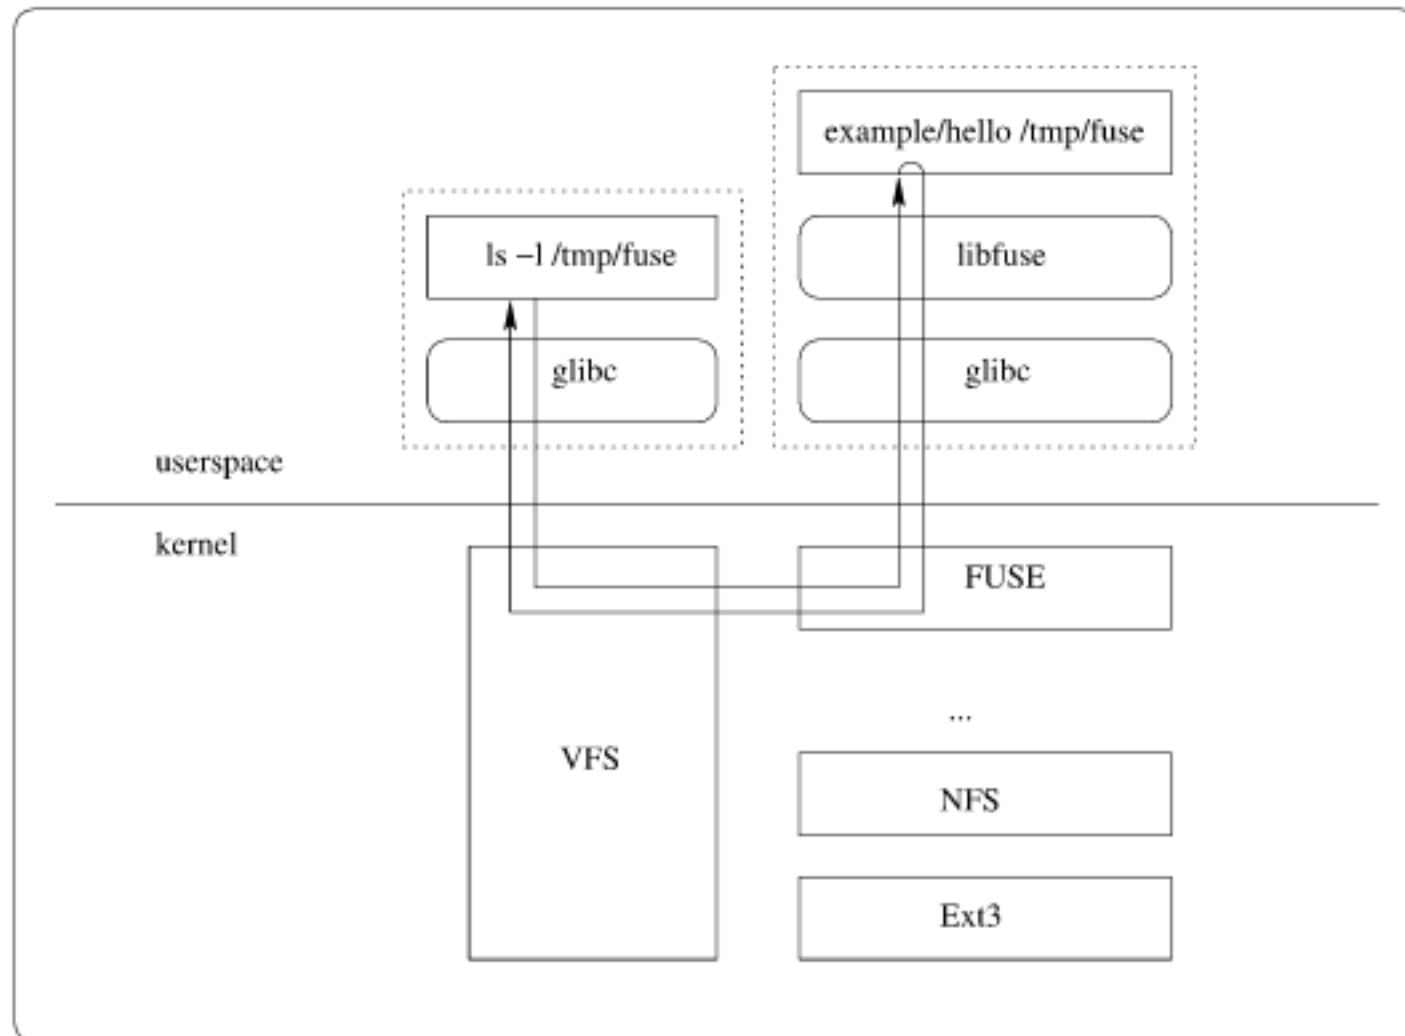 example/hello /tmp/fuse
ls −l /tmp/fuse
libfuse
glibc
glibc
userspace
kernel
FUSE
...
VFS
NFS
Ext3